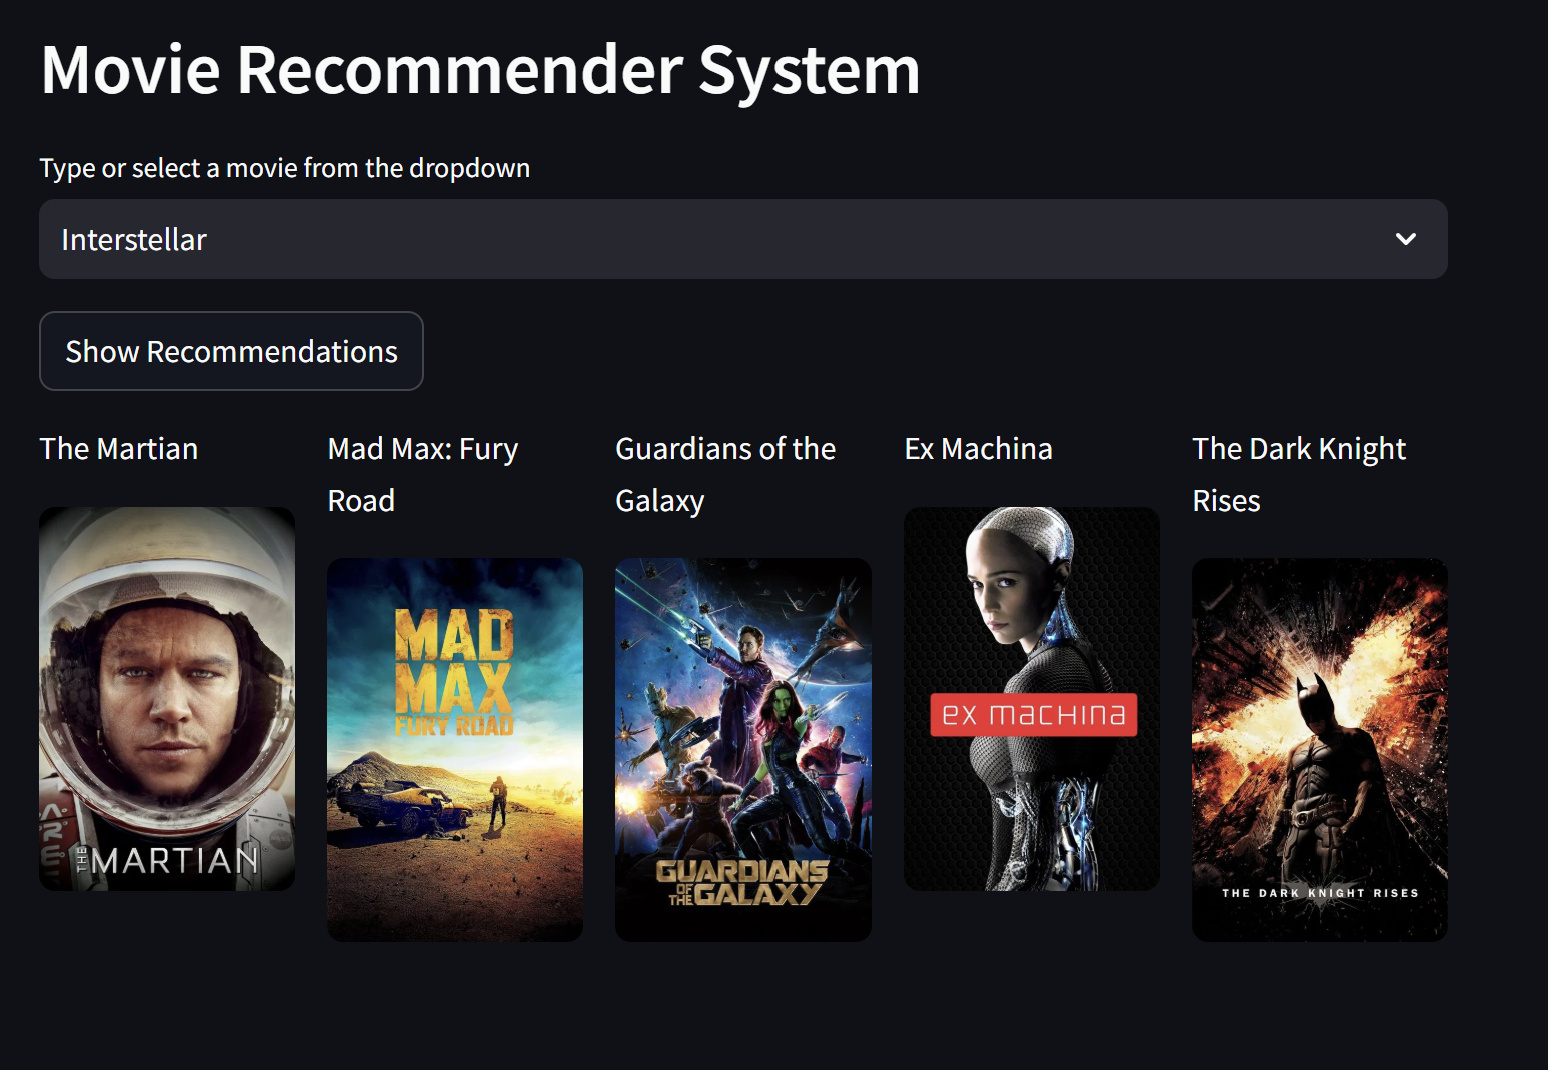 Movie Recommender System
Type or select a movie from the dropdown
Interstellar
Show Recommendations
The Martian
Mad Max: Fury
Road
Guardians of the
Galaxy
Ex Machina
The Dark Knight
Rises
THE MARTIAN
MAD
MAX
FURY ROAD
GUARDIANS
OF THE GALAXY
ex machina
THE DARK KNIGHT RISES